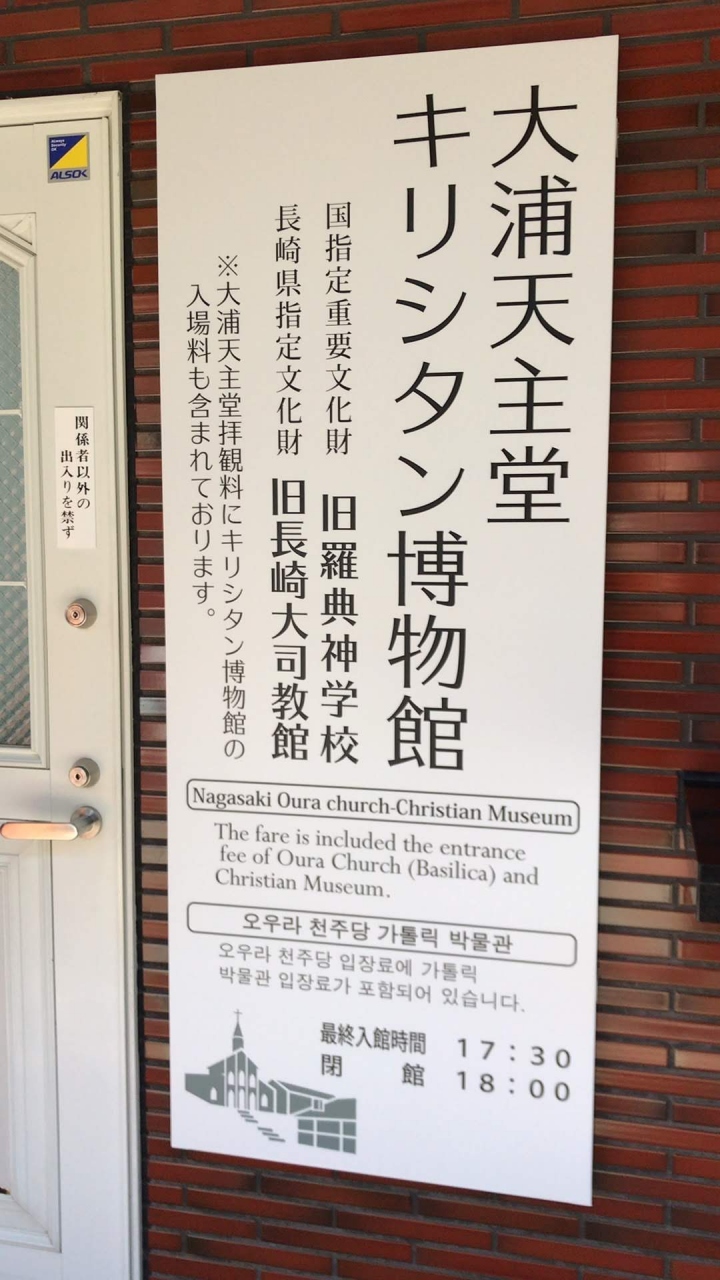 大浦天主堂
キリシタン博物館
国指定重要文化財 旧羅典神学校
長崎県指定文化財 旧長崎大司教館
※大浦天主堂拝観料にキリシタン博物館の
入場料も含まれております。
Nagasaki Oura church-Christian Museum
The fare is included the entrance
fee of Oura Church (Basilica) and
Christian Museum.
오우라 천주당 가톨릭 박물관
오우라 천주당 입장료에 가톨릭
박물관 입장료가 포함되어 있습니다.
最終入館時間 17:30
閉館 18:00
ALSOK
関係者以外の
出入りを禁ず